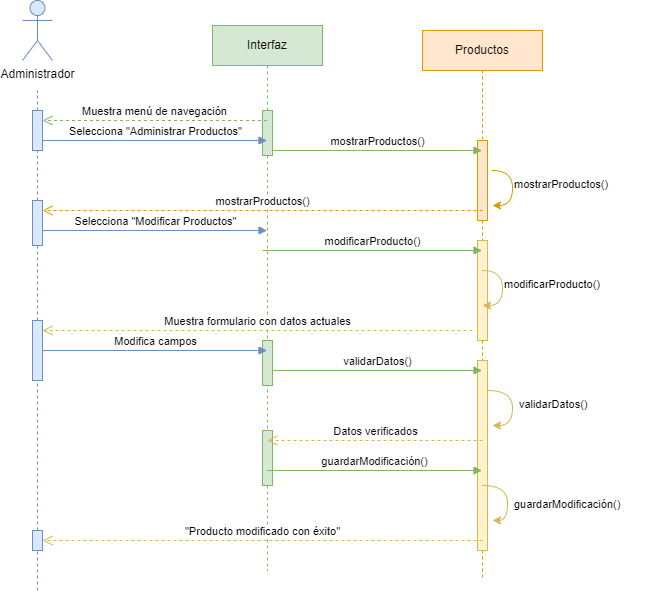 Administrador
Interfaz
Productos
Muestra menú de navegación
Selecciona "Administrar Productos"
mostrarProductos()
mostrarProductos()
mostrarProductos()
Selecciona "Modificar Productos"
modificarProducto()
modificarProducto()
Muestra formulario con datos actuales
Modifica campos
validarDatos()
validarDatos()
Datos verificados
guardarModificación()
guardarModificación()
"Producto modificado con éxito"